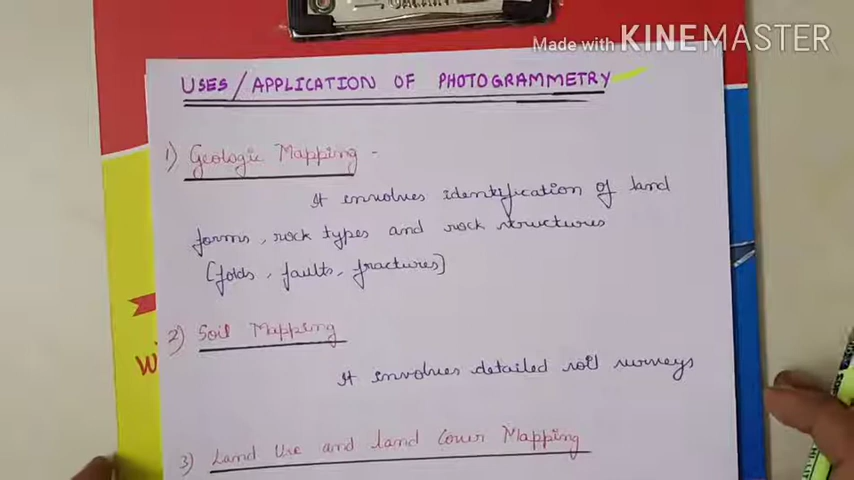 Made with KINEMASTER
USES / APPLICATION OF PHOTOGRAMMETRY
1) Geologic Mapping -
It involves identification of land
forms, rock types and rock structures
(folds, faults, fractures)
2) Soil Mapping
It involves detailed soil surveys
3) Land Use and land Cover Mapping